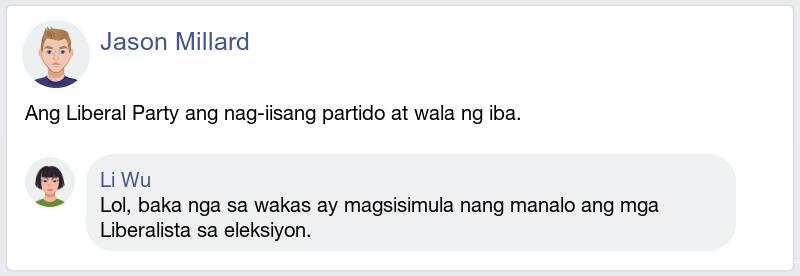 Jason Millard
Ang Liberal Party ang nag-iisang partido at wala ng iba.
Li Wu
Lol, baka nga sa wakas ay magsisimula nang manalo ang mga
Liberalista sa eleksiyon.